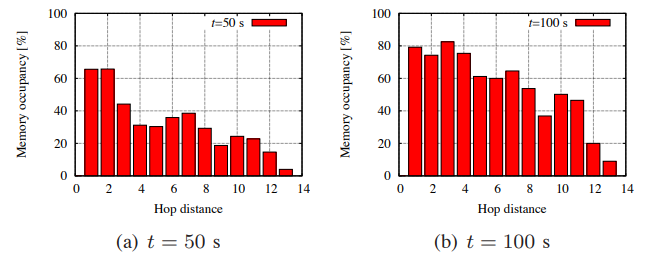 100
80
60
40
20
0
Memory occupancy [%]
t=50 s
0 2 4 6 8 10 12 14
Hop distance
(a) t = 50 s
100
80
60
40
20
0
Memory occupancy [%]
t=100 s
0 2 4 6 8 10 12 14
Hop distance
(b) t = 100 s